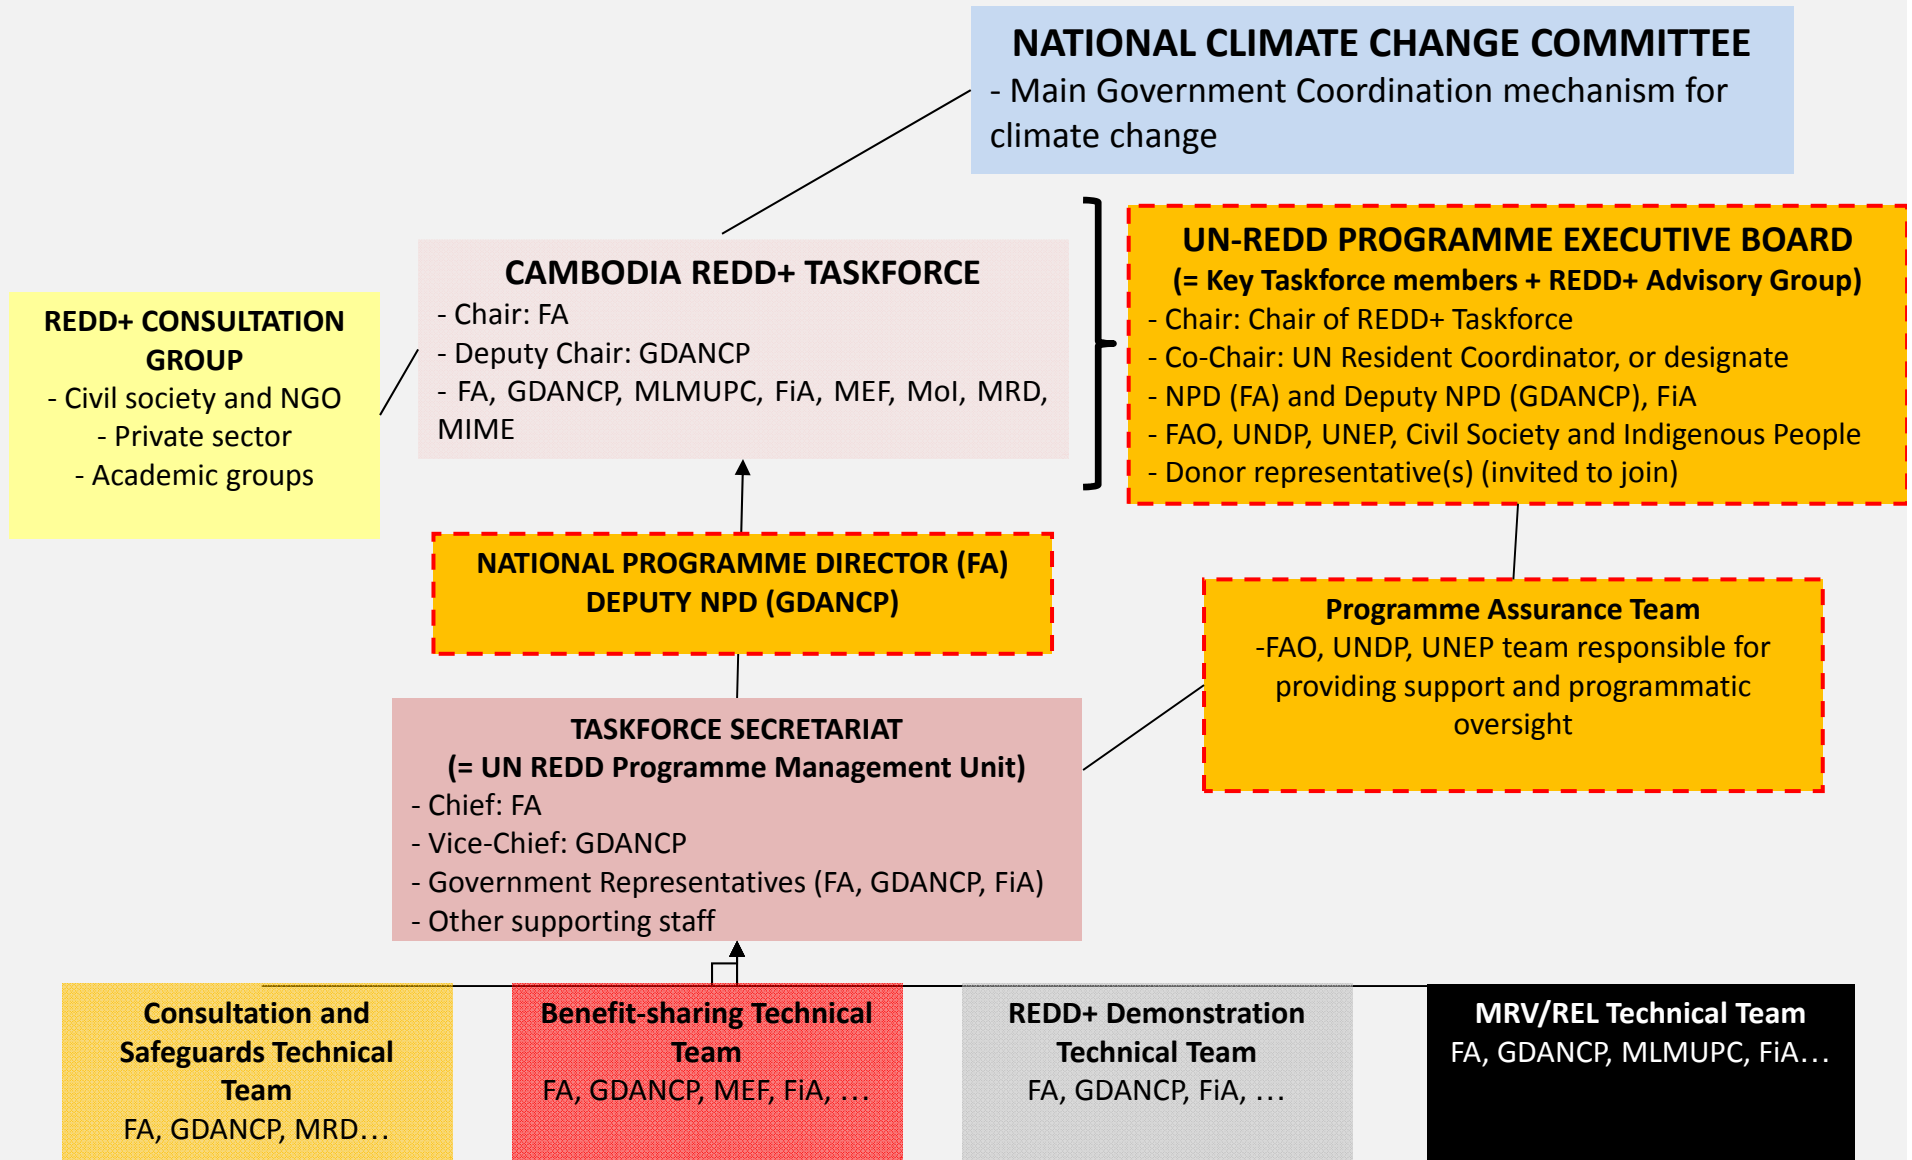 NATIONAL CLIMATE CHANGE COMMITTEE
- Main Government Coordination mechanism for
climate change
UN-REDD PROGRAMME EXECUTIVE BOARD
(= Key Taskforce members + REDD+ Advisory Group)
- Chair: Chair of REDD+ Taskforce
- Co-Chair: UN Resident Coordinator, or designate
- NPD (FA) and Deputy NPD (GDANCP), FiA
- FAO, UNDP, UNEP, Civil Society and Indigenous People
- Donor representative(s) (invited to join)
CAMBODIA REDD+ TASKFORCE
- Chair: FA
- Deputy Chair: GDANCP
- FA, GDANCP, MLMUPC, FiA, MEF, MoI, MRD,
MIME
REDD+ CONSULTATION
GROUP
- Civil society and NGO
- Private sector
- Academic groups
NATIONAL PROGRAMME DIRECTOR (FA)
DEPUTY NPD (GDANCP)
Programme Assurance Team
-FAO, UNDP, UNEP team responsible for
providing support and programmatic
oversight
TASKFORCE SECRETARIAT
(= UN REDD Programme Management Unit)
- Chief: FA
- Vice-Chief: GDANCP
- Government Representatives (FA, GDANCP, FiA)
- Other supporting staff
Consultation and
Safeguards Technical
Team
FA, GDANCP, MRD…
Benefit-sharing Technical
Team
FA, GDANCP, MEF, FiA, …
REDD+ Demonstration
Technical Team
FA, GDANCP, FiA, …
MRV/REL Technical Team
FA, GDANCP, MLMUPC, FiA…